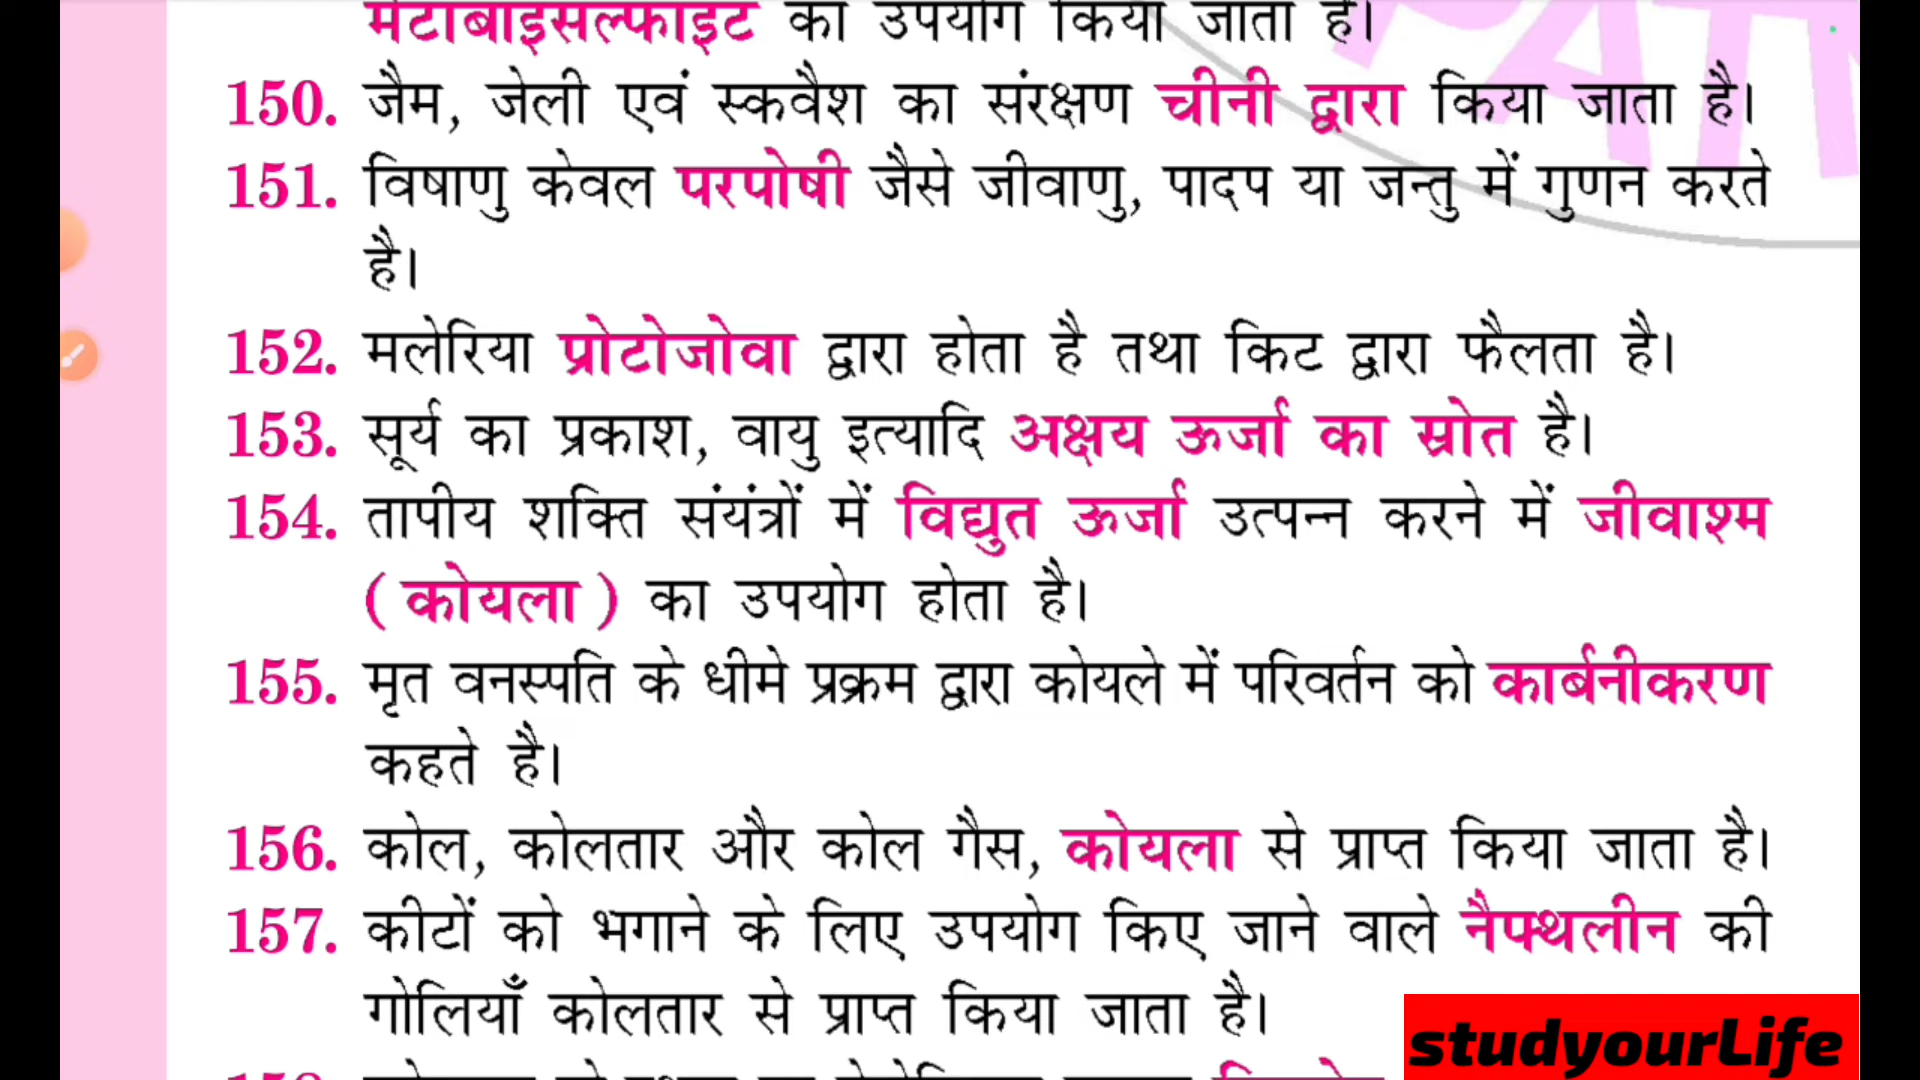 मेटाबाइसल्फाइट का उपयोग किया जाता है।
150. जैम, जेली एवं स्कवैश का संरक्षण चीनी द्वारा किया जाता है।
151. विषाणु केवल परपोषी जैसे जीवाणु, पादप या जन्तु में गुणन करते
है।
152. मलेरिया प्रोटोजोवा द्वारा होता है तथा किट द्वारा फैलता है।
153. सूर्य का प्रकाश, वायु इत्यादि अक्षय ऊर्जा का स्रोत है।
154. तापीय शक्ति संयंत्रों में विद्युत ऊर्जा उत्पन्न करने में जीवाश्म
(कोयला) का उपयोग होता है।
155. मृत वनस्पति के धीमे प्रक्रम द्वारा कोयले में परिवर्तन को कार्बनीकरण
कहते है।
156. कोल, कोलतार और कोल गैस, कोयला से प्राप्त किया जाता है।
157. कीटों को भगाने के लिए उपयोग किए जाने वाले नैफ्थलीन की
गोलियाँ कोलतार से प्राप्त किया जाता है।
studyourLife